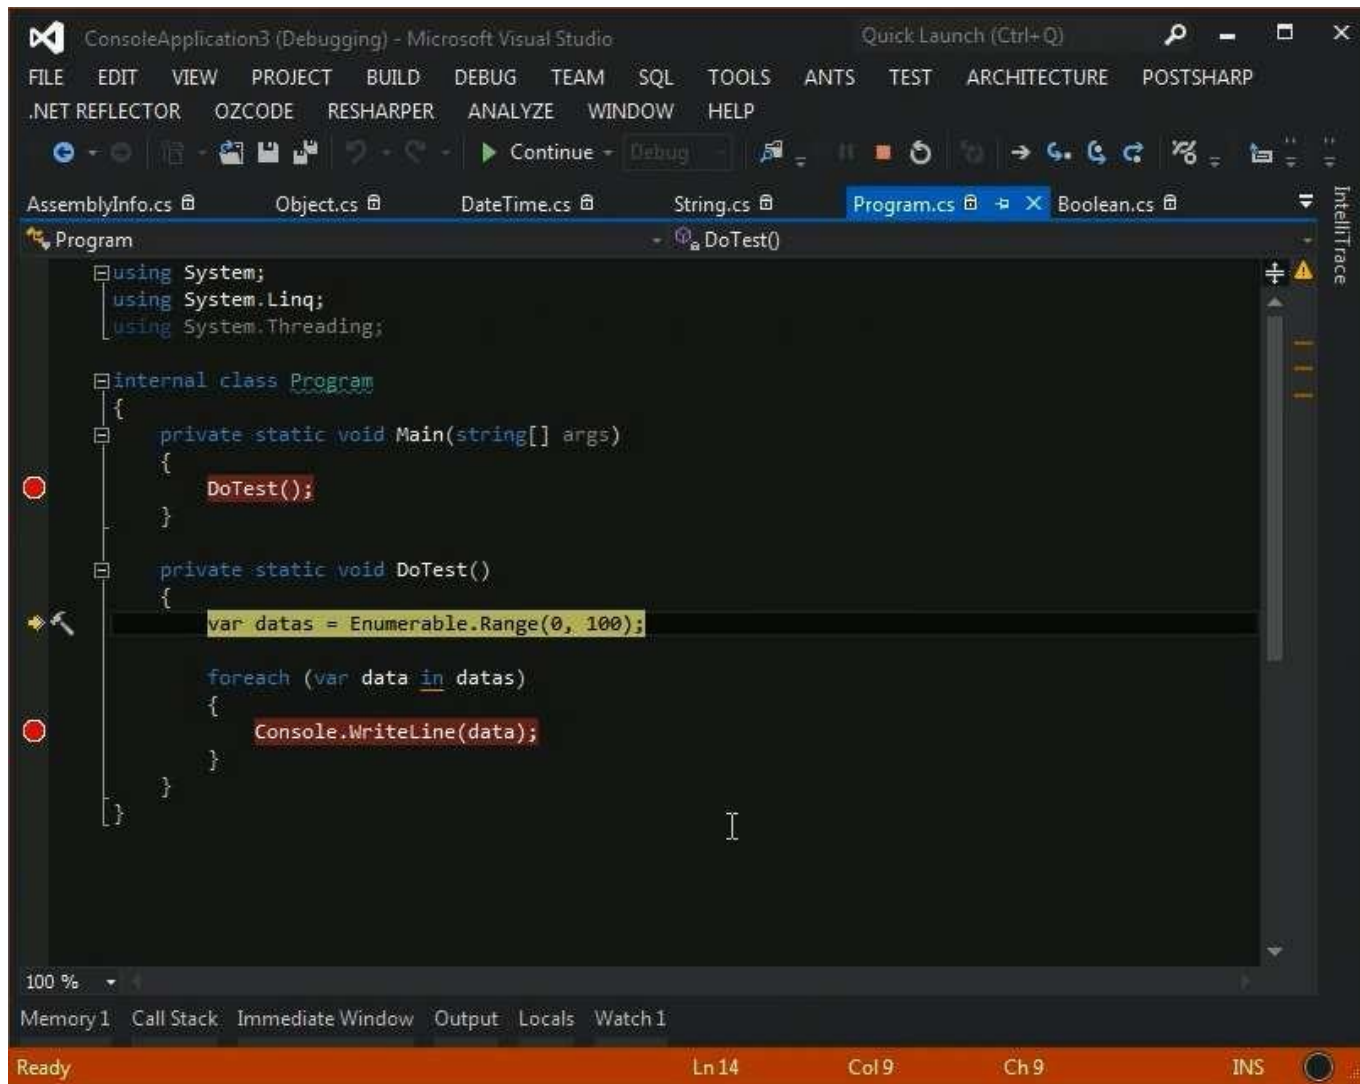 ConsoleApplication3 (Debugging) - Microsoft Visual Studio Quick Launch (Ctrl+Q)
FILE EDIT VIEW PROJECT BUILD DEBUG TEAM SQL TOOLS ANTS TEST ARCHITECTURE POSTSHARP
.NET REFLECTOR OZCODE RESHARPER ANALYZE WINDOW HELP
Continue Debug
AssemblyInfo.cs Object.cs DateTime.cs String.cs Program.cs Boolean.cs
IntelliTrace
Program DoTest()
using System;
using System.Linq;
using System.Threading;
internal class Program
{
private static void Main(string[] args)
{
DoTest();
}
private static void DoTest()
{
var datas = Enumerable.Range(0, 100);
foreach (var data in datas)
{
Console.WriteLine(data);
}
}
}
100 %
Memory 1 Call Stack Immediate Window Output Locals Watch 1
Ready Ln 14 Col 9 Ch 9 INS